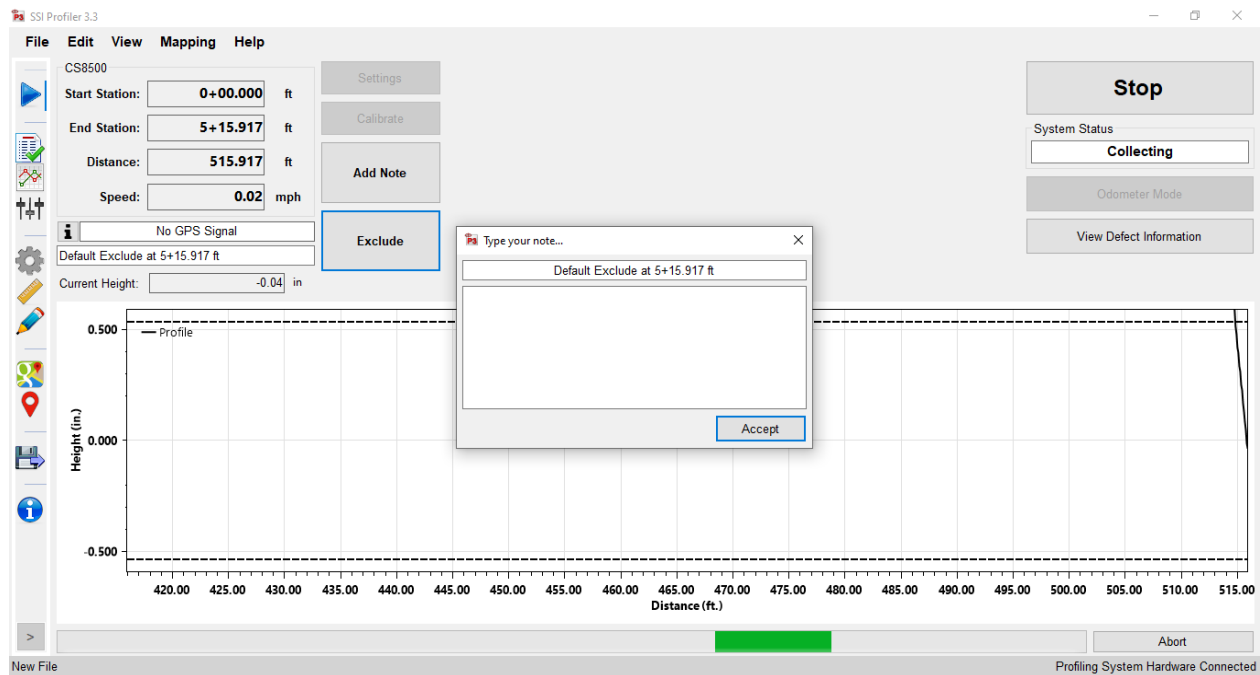 SSI Profiler 3.3
File Edit View Mapping Help
CS8500
Start Station: 0+00.000 ft
End Station: 5+15.917 ft
Distance: 515.917 ft
Speed: 0.02 mph
No GPS Signal
Default Exclude at 5+15.917 ft
Current Height: -0.04 in
Settings
Calibrate
Add Note
Exclude
Stop
System Status
Collecting
Odometer Mode
View Defect Information
Type your note...
Default Exclude at 5+15.917 ft
Accept
Profile
Height (in.)
0.500
0.000
-0.500
420.00 425.00 430.00 435.00 440.00 445.00 450.00 455.00 460.00 465.00 470.00 475.00 480.00 485.00 490.00 495.00 500.00 505.00 510.00 515.00
Distance (ft.)
>
Abort
New File
Profiling System Hardware Connected